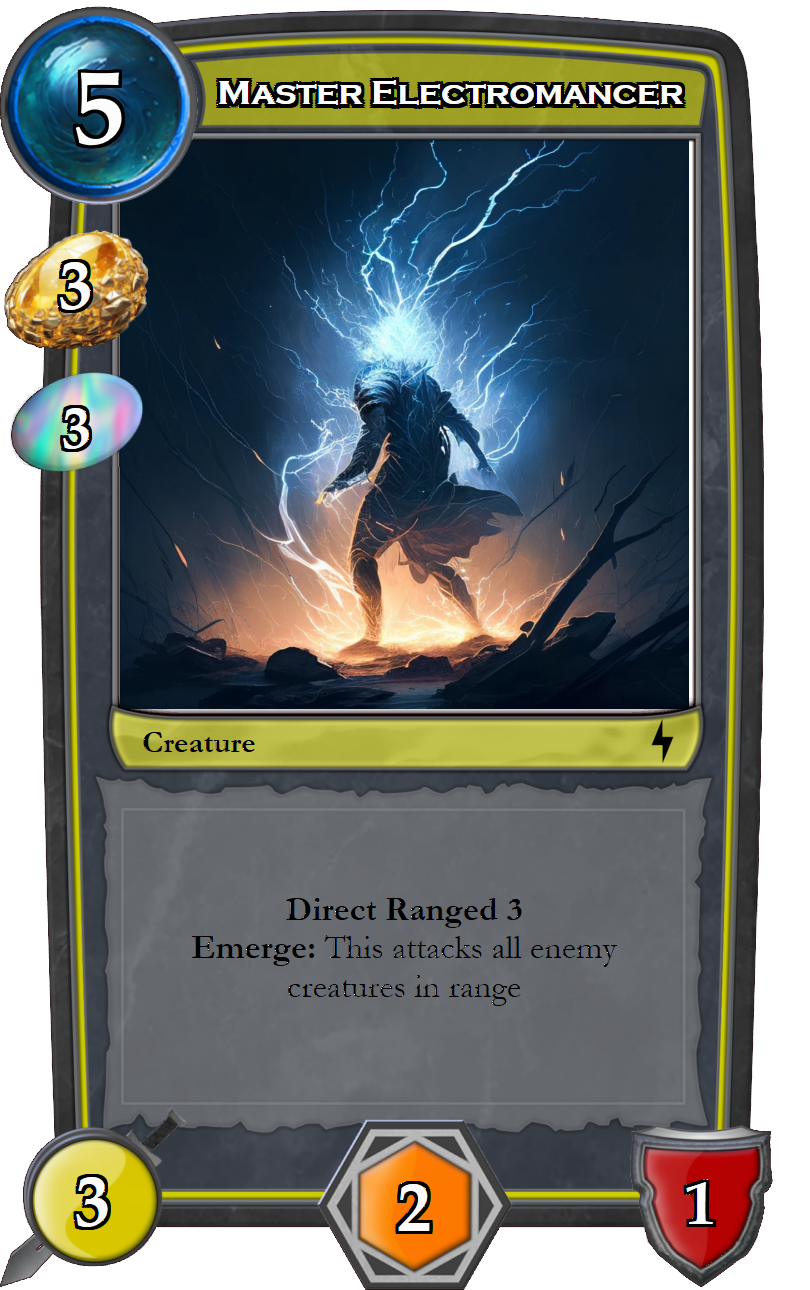 5
Master Electromancer
3
3
Creature
Direct Ranged 3
Emerge: This attacks all enemy
creatures in range
3
2
1